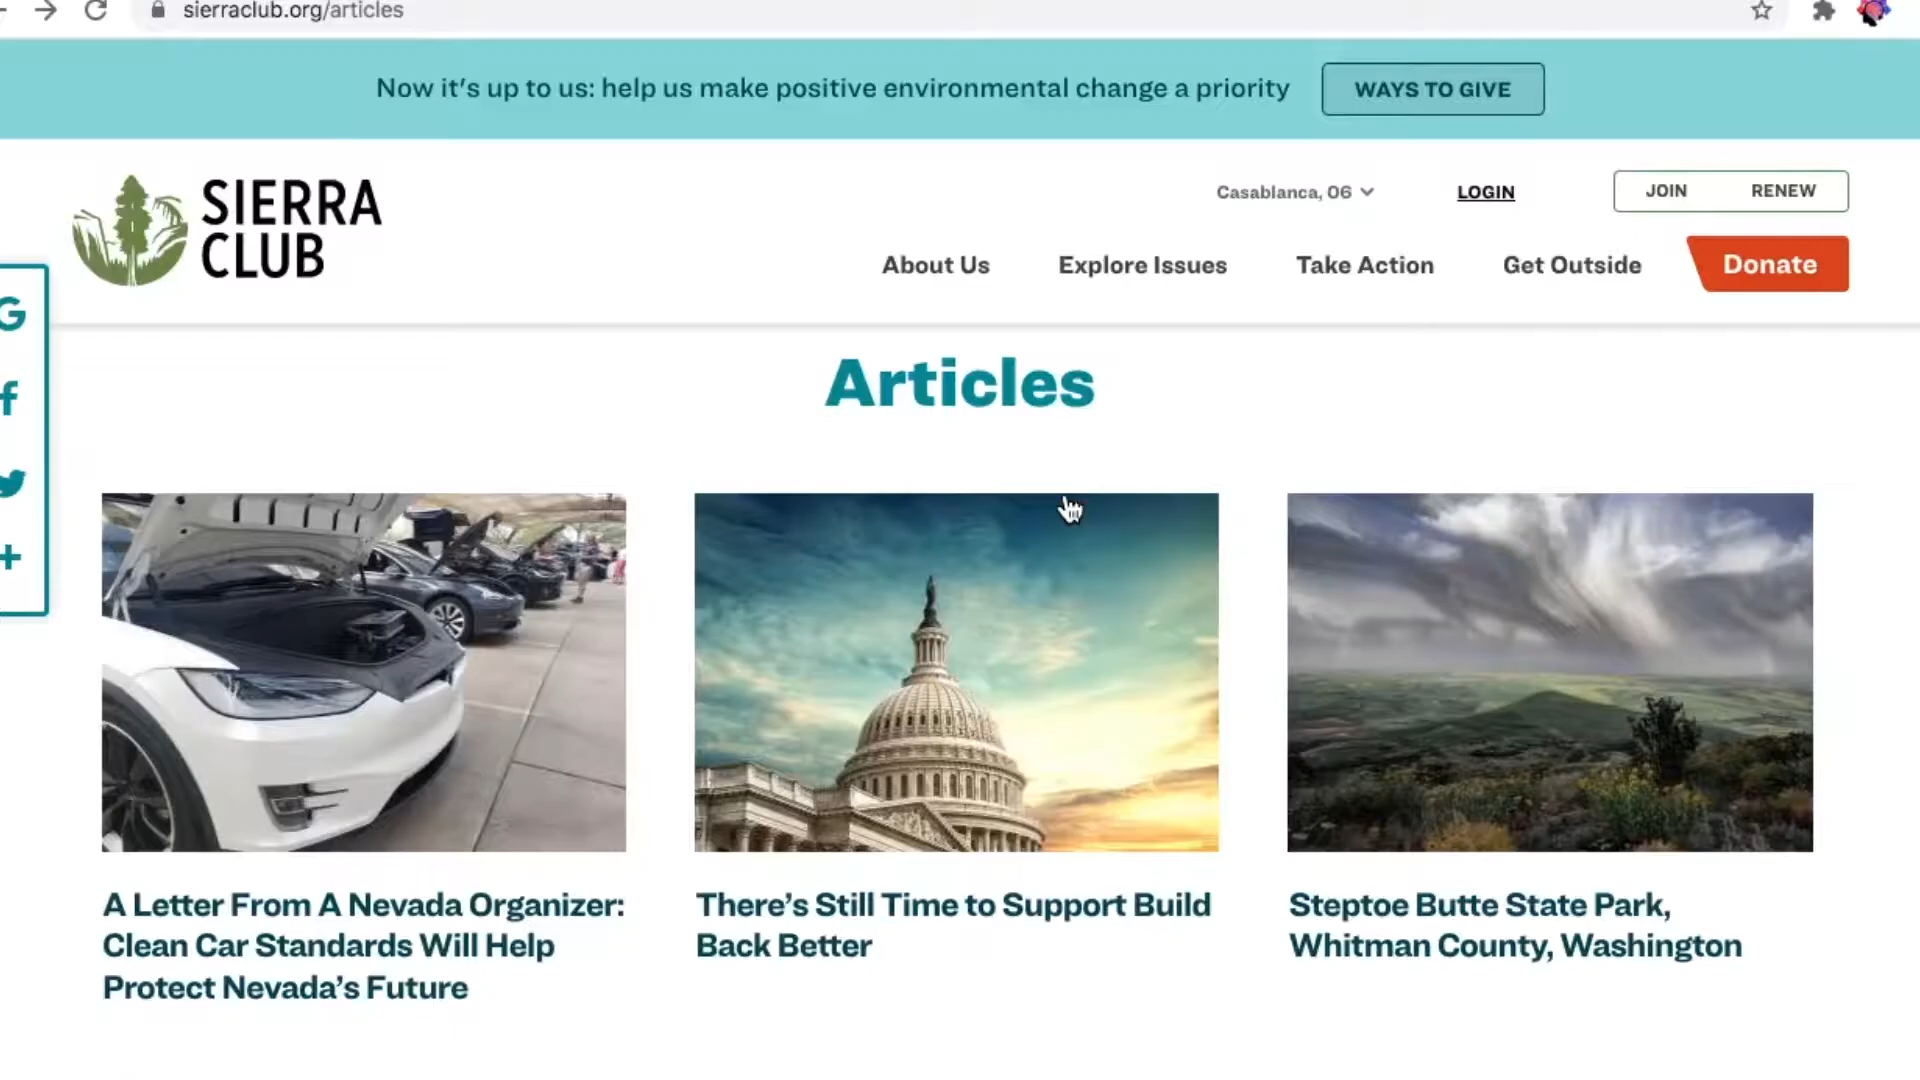 sierraclub.org/articles
Now it's up to us: help us make positive environmental change a priority
WAYS TO GIVE
SIERRA
CLUB
Casablanca, 06
LOGIN
JOIN
RENEW
About Us
Explore Issues
Take Action
Get Outside
Donate
Articles
A Letter From A Nevada Organizer:
Clean Car Standards Will Help
Protect Nevada’s Future
There’s Still Time to Support Build
Back Better
Steptoe Butte State Park,
Whitman County, Washington